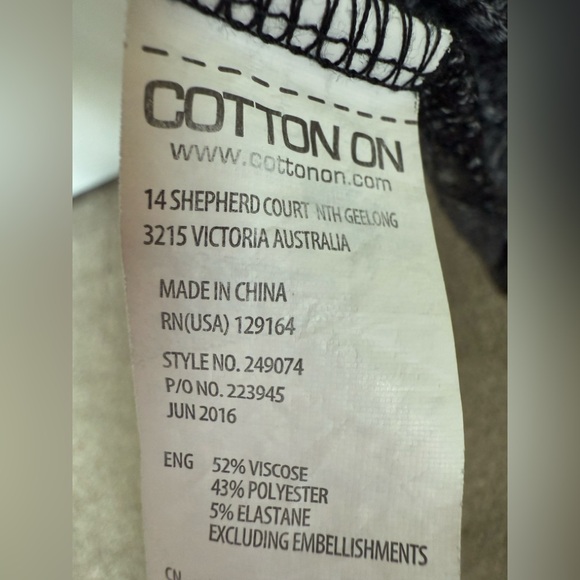 COTTON ON
www.cottonon.com
14 SHEPHERD COURT NTH GEELONG
3215 VICTORIA AUSTRALIA
MADE IN CHINA
RN(USA) 129164
STYLE NO. 249074
P/O NO. 223945
JUN 2016
ENG 52% VISCOSE
43% POLYESTER
5% ELASTANE
EXCLUDING EMBELLISHMENTS
CN